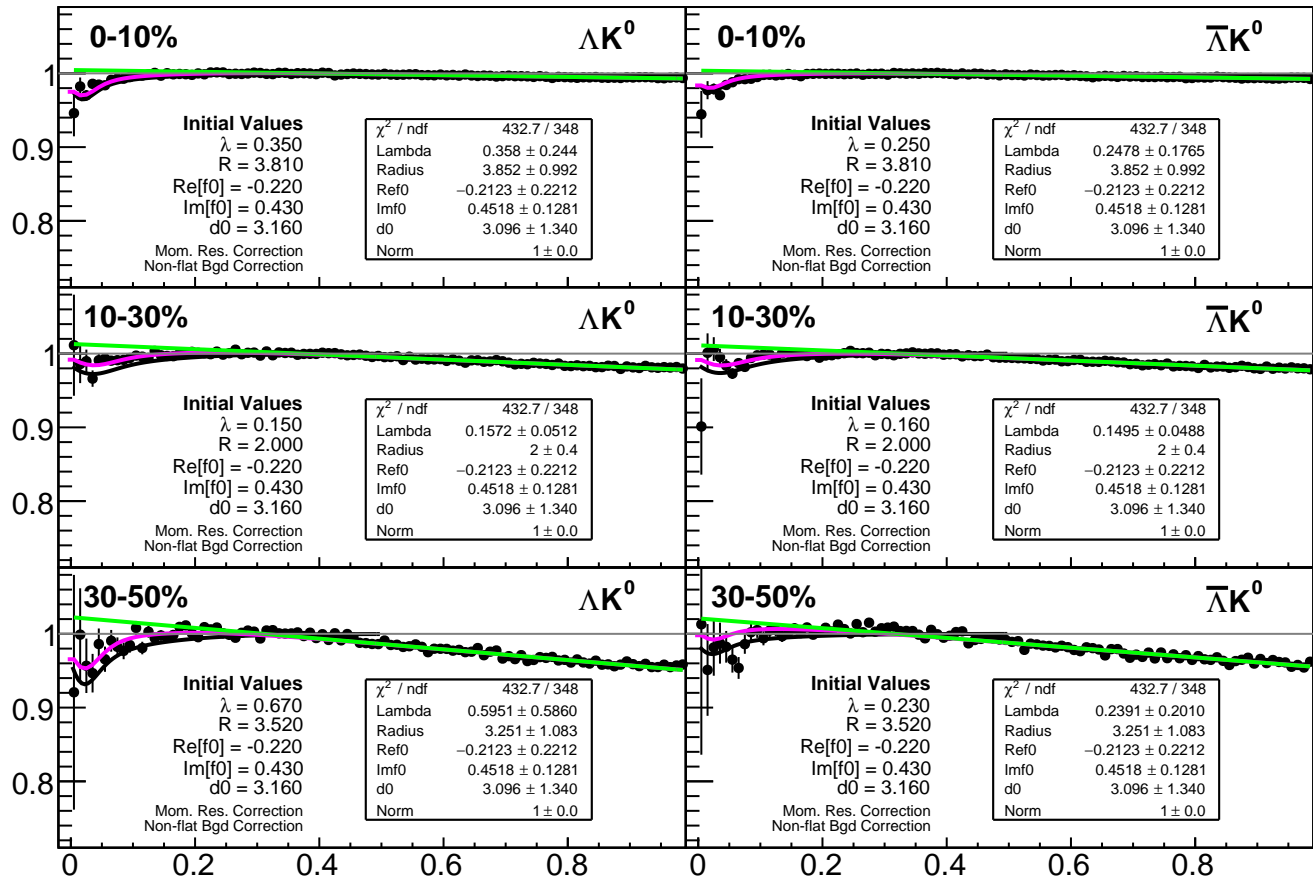 0-10%
ΛK⁰
1
0.9
0.8
Initial Values
λ = 0.350
R = 3.810
Re[f0] = -0.220
Im[f0] = 0.430
d0 = 3.160
Mom. Res. Correction
Non-flat Bgd Correction
χ² / ndf 432.7 / 348
Lambda 0.358 ± 0.244
Radius 3.852 ± 0.992
Ref0 −0.2123 ± 0.2212
Imf0 0.4518 ± 0.1281
d0 3.096 ± 1.340
Norm 1 ± 0.0
0-10%
Λ̅K⁰
Initial Values
λ = 0.250
R = 3.810
Re[f0] = -0.220
Im[f0] = 0.430
d0 = 3.160
Mom. Res. Correction
Non-flat Bgd Correction
χ² / ndf 432.7 / 348
Lambda 0.2478 ± 0.1765
Radius 3.852 ± 0.992
Ref0 −0.2123 ± 0.2212
Imf0 0.4518 ± 0.1281
d0 3.096 ± 1.340
Norm 1 ± 0.0
10-30%
ΛK⁰
1
0.9
0.8
Initial Values
λ = 0.150
R = 2.000
Re[f0] = -0.220
Im[f0] = 0.430
d0 = 3.160
Mom. Res. Correction
Non-flat Bgd Correction
χ² / ndf 432.7 / 348
Lambda 0.1572 ± 0.0512
Radius 2 ± 0.4
Ref0 −0.2123 ± 0.2212
Imf0 0.4518 ± 0.1281
d0 3.096 ± 1.340
Norm 1 ± 0.0
10-30%
Λ̅K⁰
Initial Values
λ = 0.160
R = 2.000
Re[f0] = -0.220
Im[f0] = 0.430
d0 = 3.160
Mom. Res. Correction
Non-flat Bgd Correction
χ² / ndf 432.7 / 348
Lambda 0.1495 ± 0.0488
Radius 2 ± 0.4
Ref0 −0.2123 ± 0.2212
Imf0 0.4518 ± 0.1281
d0 3.096 ± 1.340
Norm 1 ± 0.0
30-50%
ΛK⁰
1
0.9
0.8
Initial Values
λ = 0.670
R = 3.520
Re[f0] = -0.220
Im[f0] = 0.430
d0 = 3.160
Mom. Res. Correction
Non-flat Bgd Correction
χ² / ndf 432.7 / 348
Lambda 0.5951 ± 0.5860
Radius 3.251 ± 1.083
Ref0 −0.2123 ± 0.2212
Imf0 0.4518 ± 0.1281
d0 3.096 ± 1.340
Norm 1 ± 0.0
30-50%
Λ̅K⁰
Initial Values
λ = 0.230
R = 3.520
Re[f0] = -0.220
Im[f0] = 0.430
d0 = 3.160
Mom. Res. Correction
Non-flat Bgd Correction
χ² / ndf 432.7 / 348
Lambda 0.2391 ± 0.2010
Radius 3.251 ± 1.083
Ref0 −0.2123 ± 0.2212
Imf0 0.4518 ± 0.1281
d0 3.096 ± 1.340
Norm 1 ± 0.0
0 0.2 0.4 0.6 0.8
0 0.2 0.4 0.6 0.8